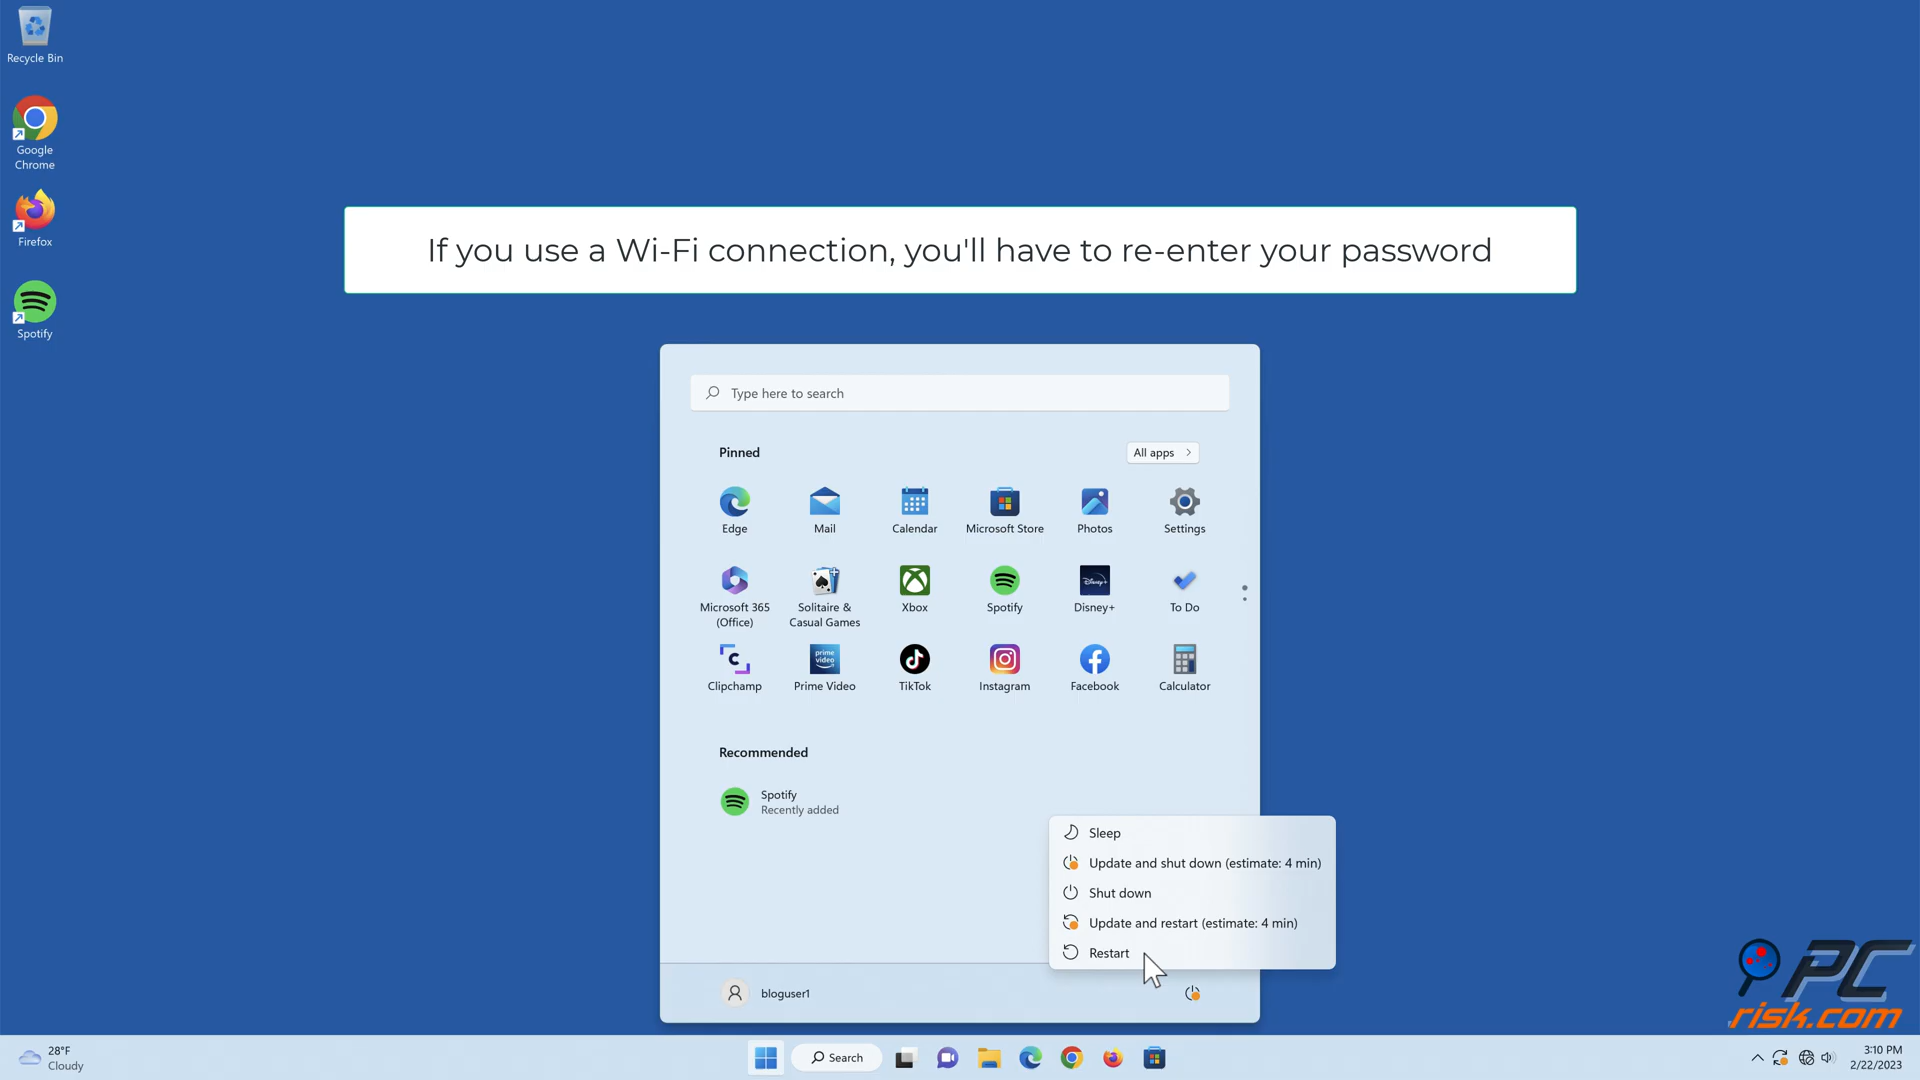 Recycle Bin
Google
Chrome
Firefox
Spotify
If you use a Wi-Fi connection, you'll have to re-enter your password
Type here to search
Pinned
All apps
Edge
Mail
Calendar
Microsoft Store
Photos
Settings
Microsoft 365
(Office)
Solitaire &
Casual Games
Xbox
Spotify
Disney+
Disney+
To Do
C
Clipchamp
prime
video
Prime Video
TikTok
Instagram
Facebook
Calculator
Recommended
Spotify
Recently added
Sleep
Update and shut down (estimate: 4 min)
Shut down
Update and restart (estimate: 4 min)
Restart
bloguser1
PC
risk.com
28°F
Cloudy
Search
3:10 PM
2/22/2023